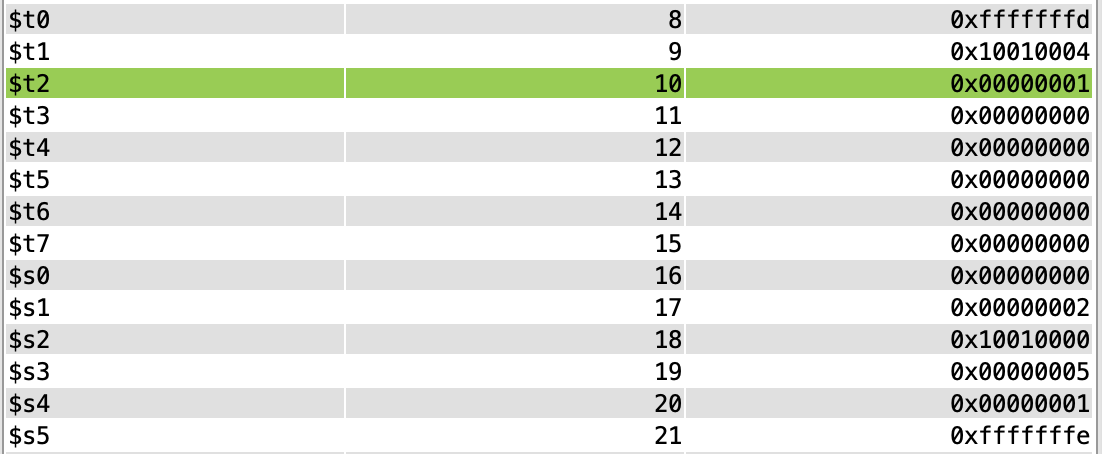 $t0 8 0xfffffffd
$t1 9 0x10010004
$t2 10 0x00000001
$t3 11 0x00000000
$t4 12 0x00000000
$t5 13 0x00000000
$t6 14 0x00000000
$t7 15 0x00000000
$s0 16 0x00000000
$s1 17 0x00000002
$s2 18 0x10010000
$s3 19 0x00000005
$s4 20 0x00000001
$s5 21 0xfffffffe